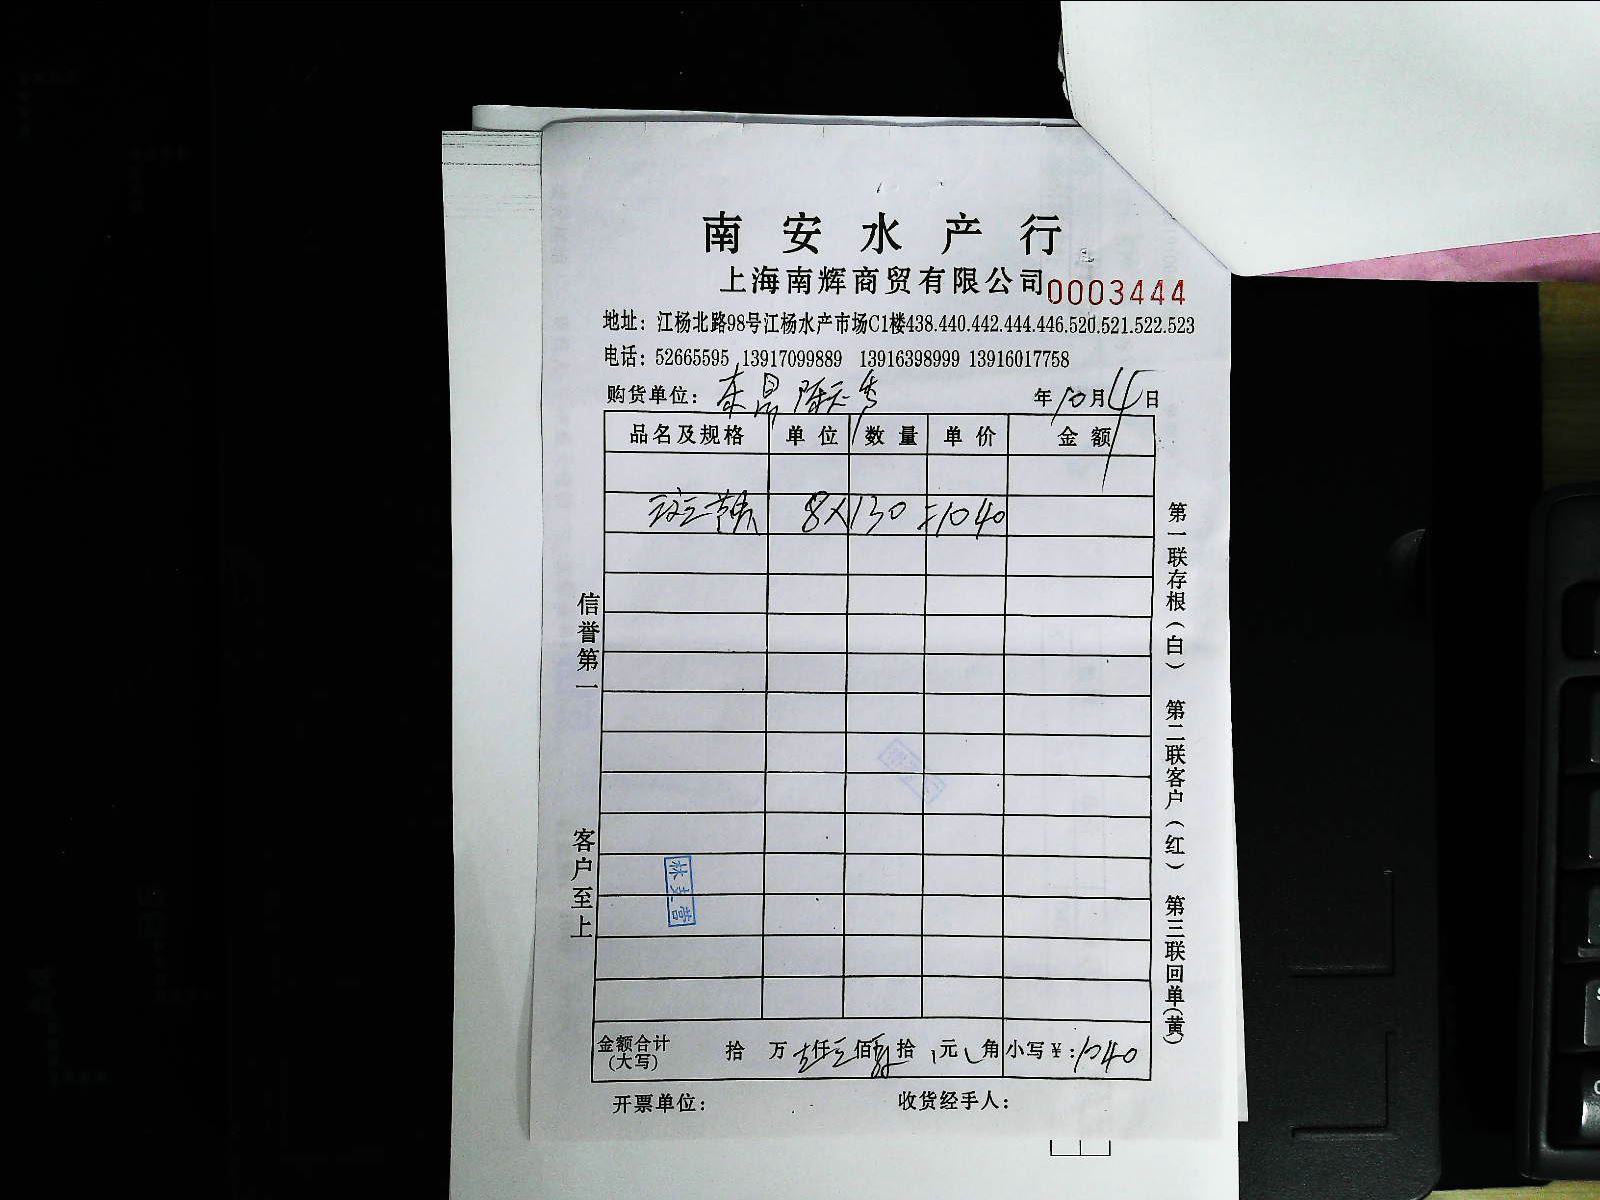 南安水产行
上海南辉商贸有限公司 0003444
地址：江杨北路98号江杨水产市场C1楼438.440.442.444.446.520.521.522.523
电话：52665595 13917099889 13916398999 13916017758
购货单位： 年10月4日
品名及规格 单位 数量 单价 金额
8×130=1040
信誉第一 客户至上
第一联存根（白） 第二联客户（红） 第三联回单（黄）
金额合计（大写） 拾 万 仟 佰 拾 元 角 小写￥：1040
开票单位： 收货经手人：